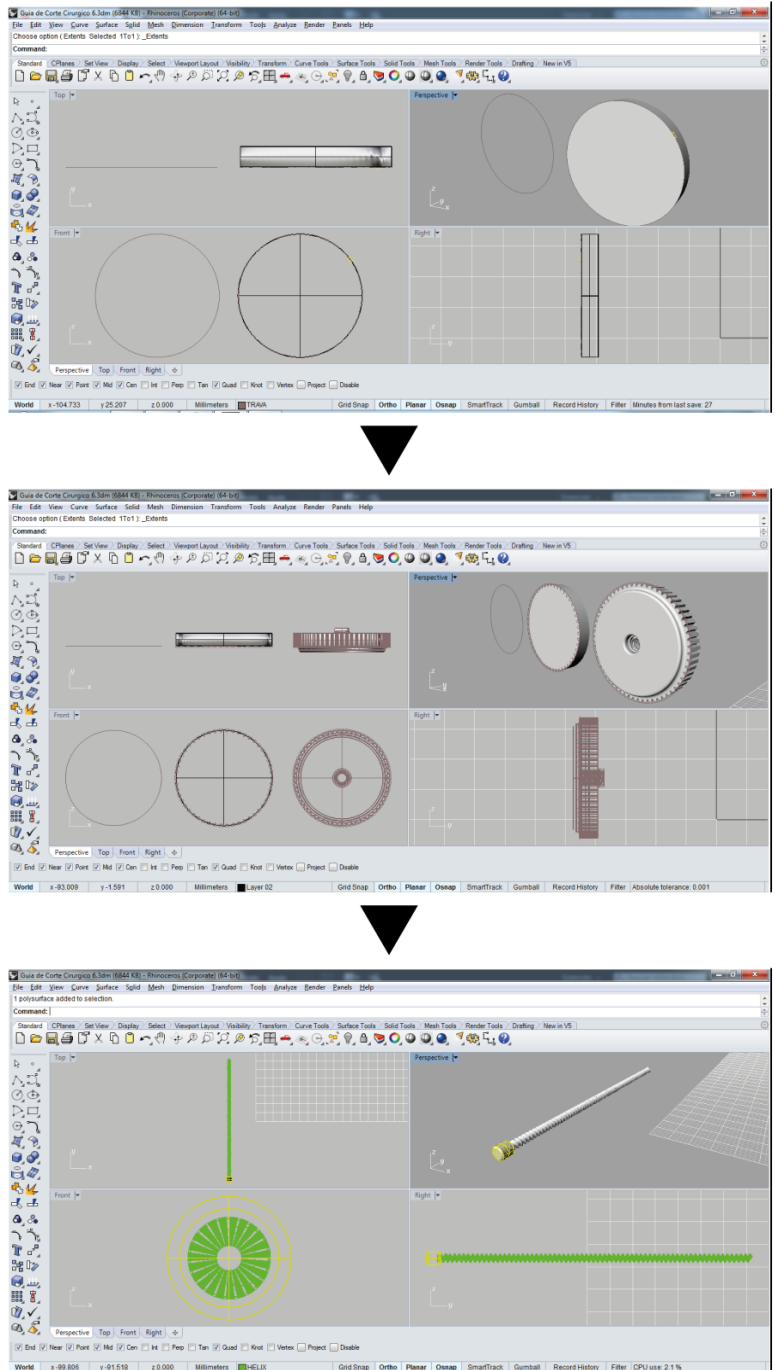 Guia de Corte Cirurgico 6.3dm (6844 KB) - Rhinoceros (Corporate) (64-bit)
File Edit View Curve Surface Solid Mesh Dimension Transform Tools Analyze Render Panels Help
Choose option ( Extents Selected 1To1 ): _Extents
Command:
Standard CPlanes Set View Display Select Viewport Layout Visibility Transform Curve Tools Surface Tools Solid Tools Mesh Tools Render Tools Drafting New in V5
Top Perspective
y x z y x
Front Right
z x z y
Perspective Top Front Right
End Near Point Mid Cen Int Perp Tan Quad Knot Vertex Project Disable
World x -104.733 y 25.207 z 0.000 Millimeters TRAVA Grid Snap Ortho Planar Osnap SmartTrack Gumball Record History Filter Minutes from last save: 27
Guia de Corte Cirurgico 6.3dm (6844 KB) - Rhinoceros (Corporate) (64-bit)
File Edit View Curve Surface Solid Mesh Dimension Transform Tools Analyze Render Panels Help
Choose option ( Extents Selected 1To1 ): _Extents
Command:
Standard CPlanes Set View Display Select Viewport Layout Visibility Transform Curve Tools Surface Tools Solid Tools Mesh Tools Render Tools Drafting New in V5
Top Perspective
y x z y
Front Right
z x z y
Perspective Top Front Right
End Near Point Mid Cen Int Perp Tan Quad Knot Vertex Project Disable
World x -93.009 y -1.591 z 0.000 Millimeters Layer 02 Grid Snap Ortho Planar Osnap SmartTrack Gumball Record History Filter Absolute tolerance: 0.001
Guia de Corte Cirurgico 6.3dm (6844 KB) - Rhinoceros (Corporate) (64-bit)
File Edit View Curve Surface Solid Mesh Dimension Transform Tools Analyze Render Panels Help
1 polysurface added to selection.
Command:
Standard CPlanes Set View Display Select Viewport Layout Visibility Transform Curve Tools Surface Tools Solid Tools Mesh Tools Render Tools Drafting New in V5
Top Perspective
y x z y x
Front Right
z x z y
Perspective Top Front Right
End Near Point Mid Cen Int Perp Tan Quad Knot Vertex Project Disable
World x -99.806 y -91.518 z 0.000 Millimeters HELIX Grid Snap Ortho Planar Osnap SmartTrack Gumball Record History Filter CPU use: 2.1 %